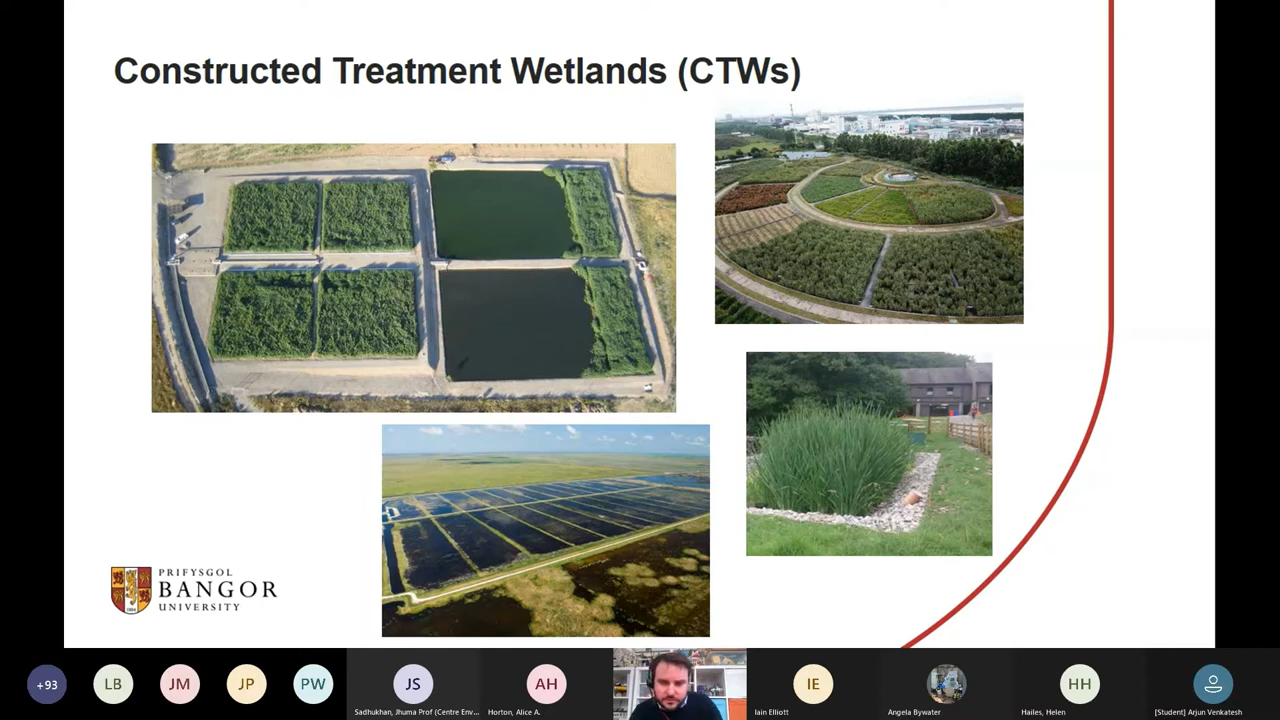 Constructed Treatment Wetlands (CTWs)
PRIFYSGOL
BANGOR
UNIVERSITY
+93
LB
JM
JP
PW
JS
AH
IE
HH
Sadhukhan, Jhuma Prof (Centre Env...
Horton, Alice A.
Iain Elliott
Angela Bywater
Hailes, Helen
[Student] Arjun Venkatesh